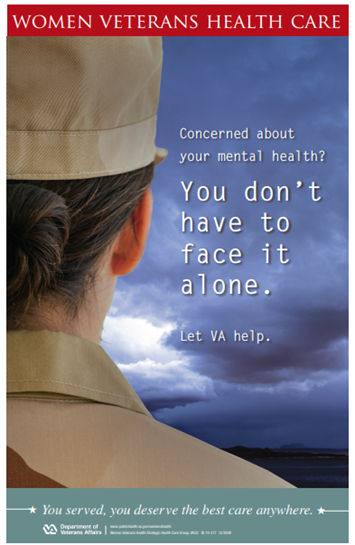 WOMEN VETERANS HEALTH CARE
Concerned about
your mental health?
You don't
have to
face it
alone.
Let VA help.
You served, you deserve the best care anywhere.
VA
Department of
Veterans Affairs